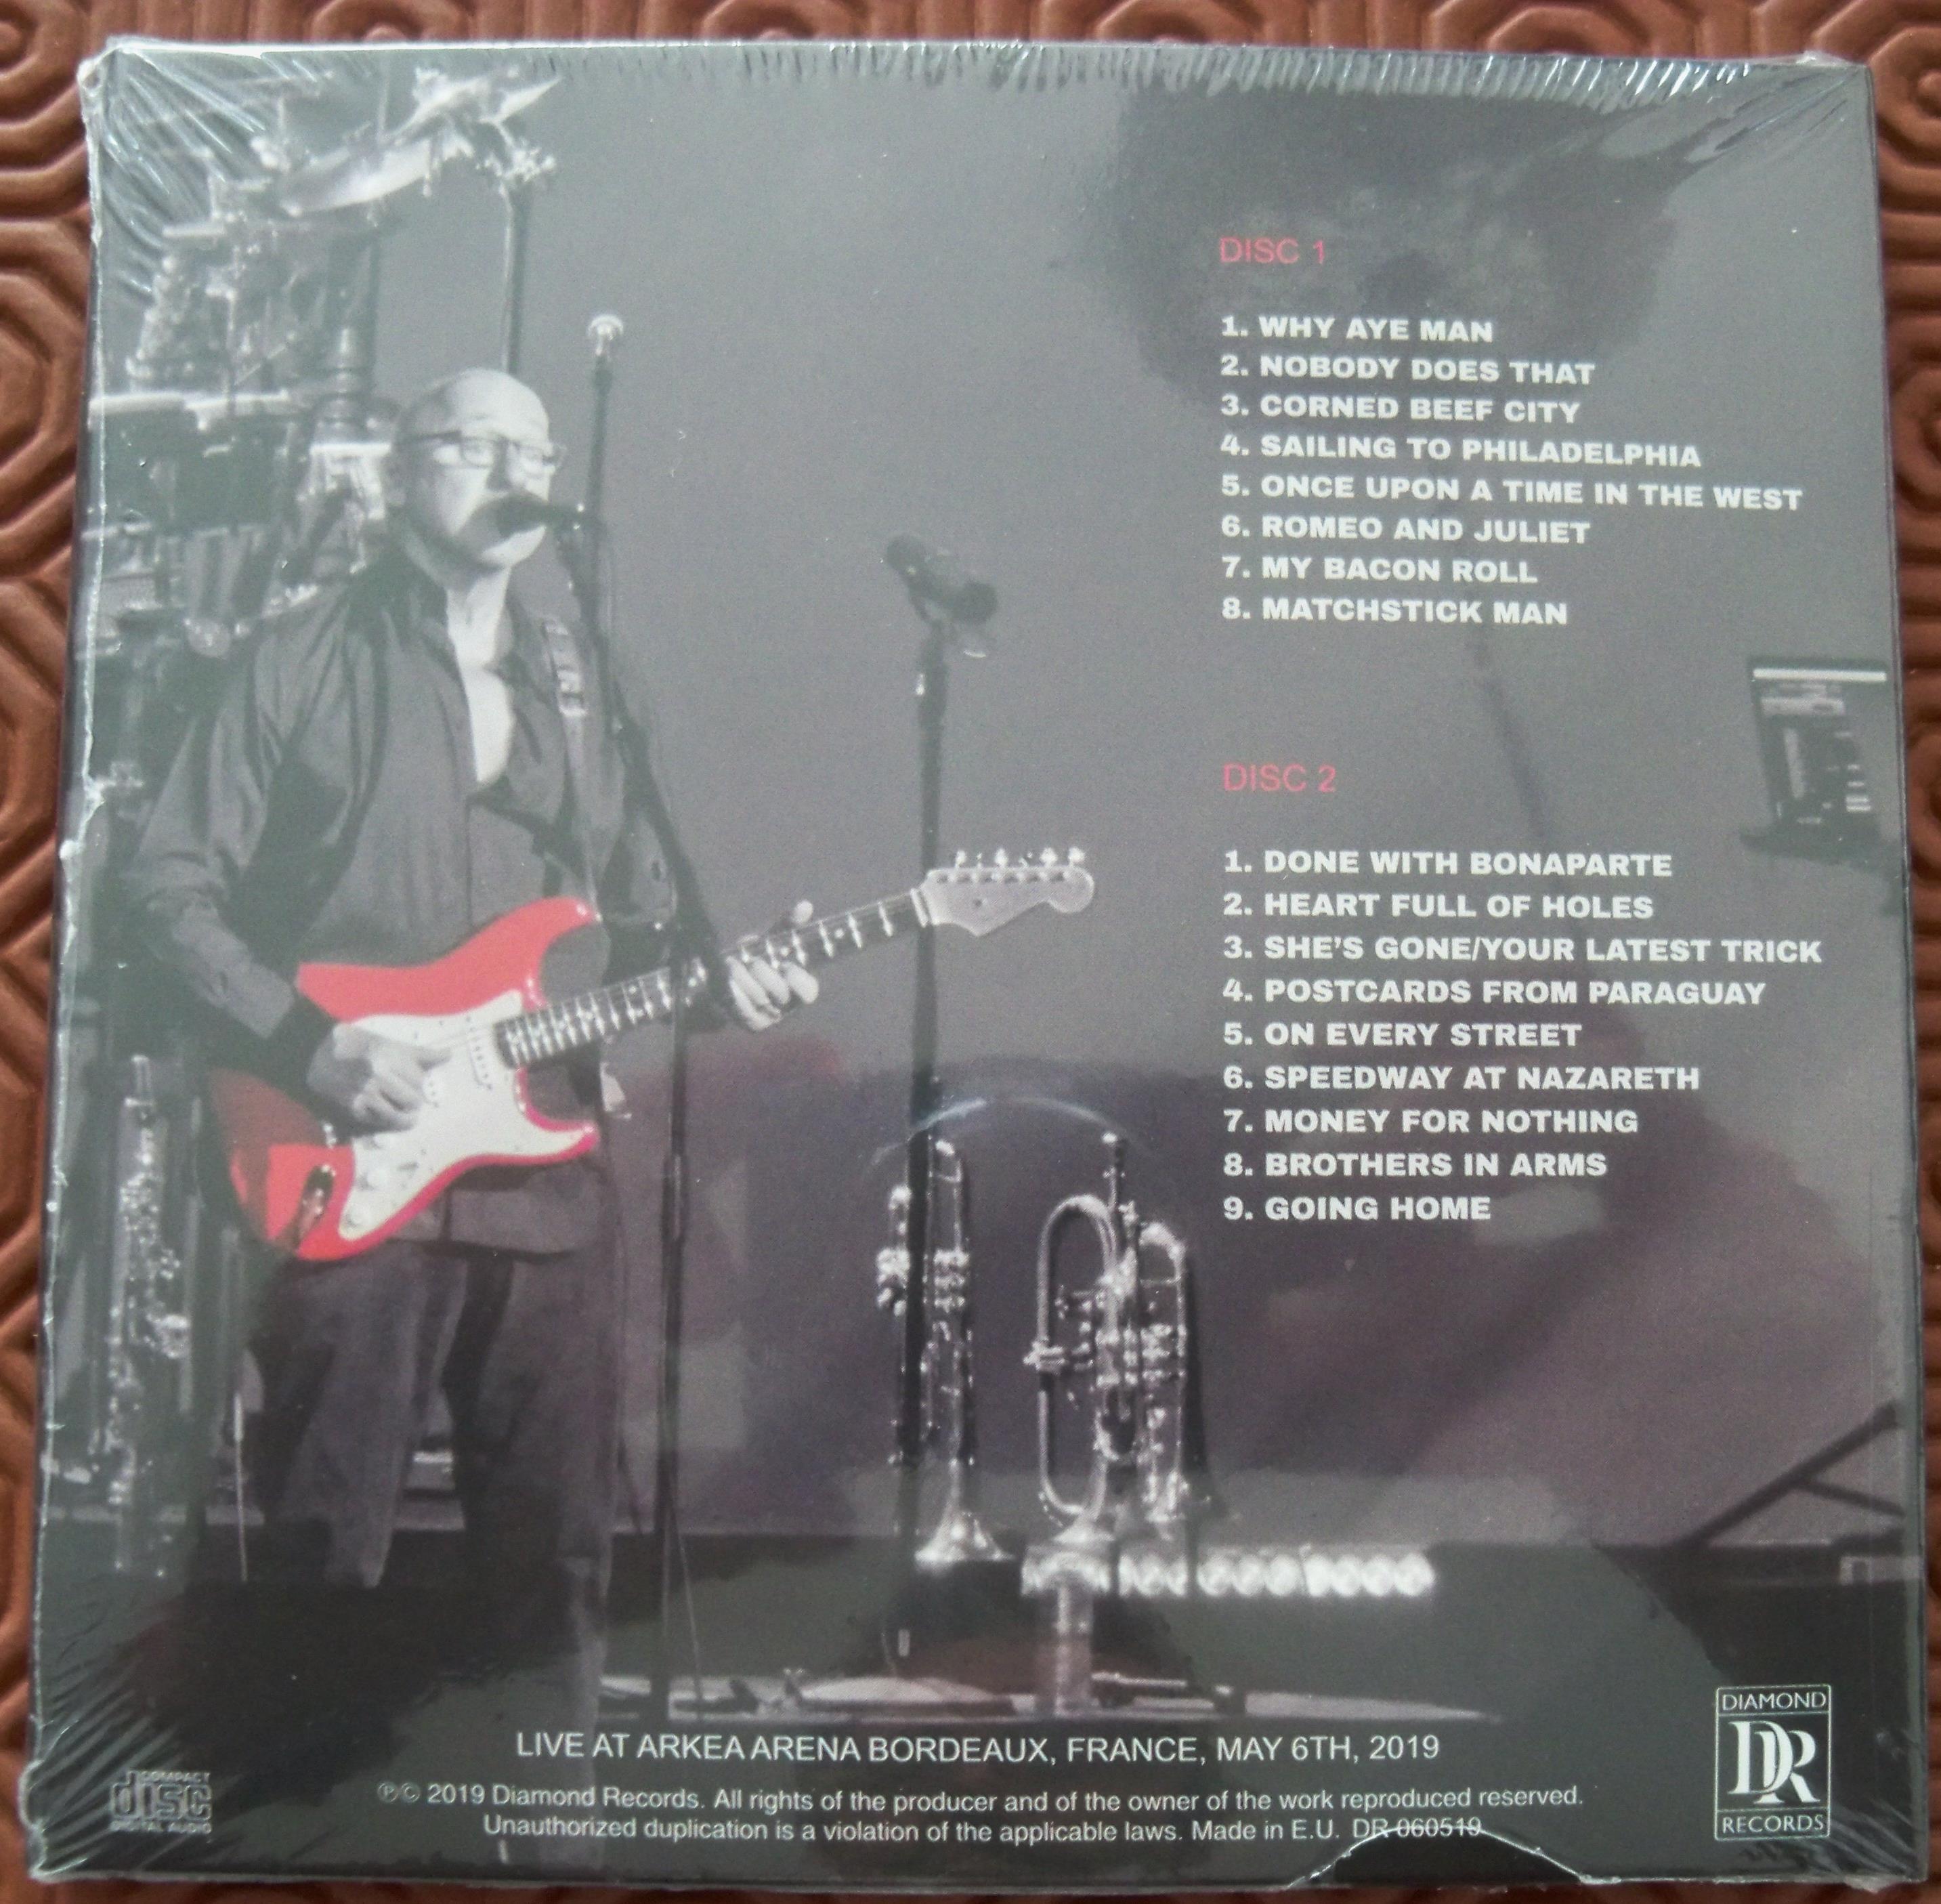 DISC 1
1. WHY AYE MAN
2. NOBODY DOES THAT
3. CORNED BEEF CITY
4. SAILING TO PHILADELPHIA
5. ONCE UPON A TIME IN THE WEST
6. ROMEO AND JULIET
7. MY BACON ROLL
8. MATCHSTICK MAN
DISC 2
1. DONE WITH BONAPARTE
2. HEART FULL OF HOLES
3. SHE'S GONE/YOUR LATEST TRICK
4. POSTCARDS FROM PARAGUAY
5. ON EVERY STREET
6. SPEEDWAY AT NAZARETH
7. MONEY FOR NOTHING
8. BROTHERS IN ARMS
9. GOING HOME
LIVE AT ARKEA ARENA BORDEAUX, FRANCE, MAY 6TH, 2019
℗© 2019 Diamond Records. All rights of the producer and of the owner of the work reproduced reserved.
Unauthorized duplication is a violation of the applicable laws. Made in E.U. DR 060519
COMPACT
disc
DIGITAL AUDIO
DIAMOND
DR
RECORDS